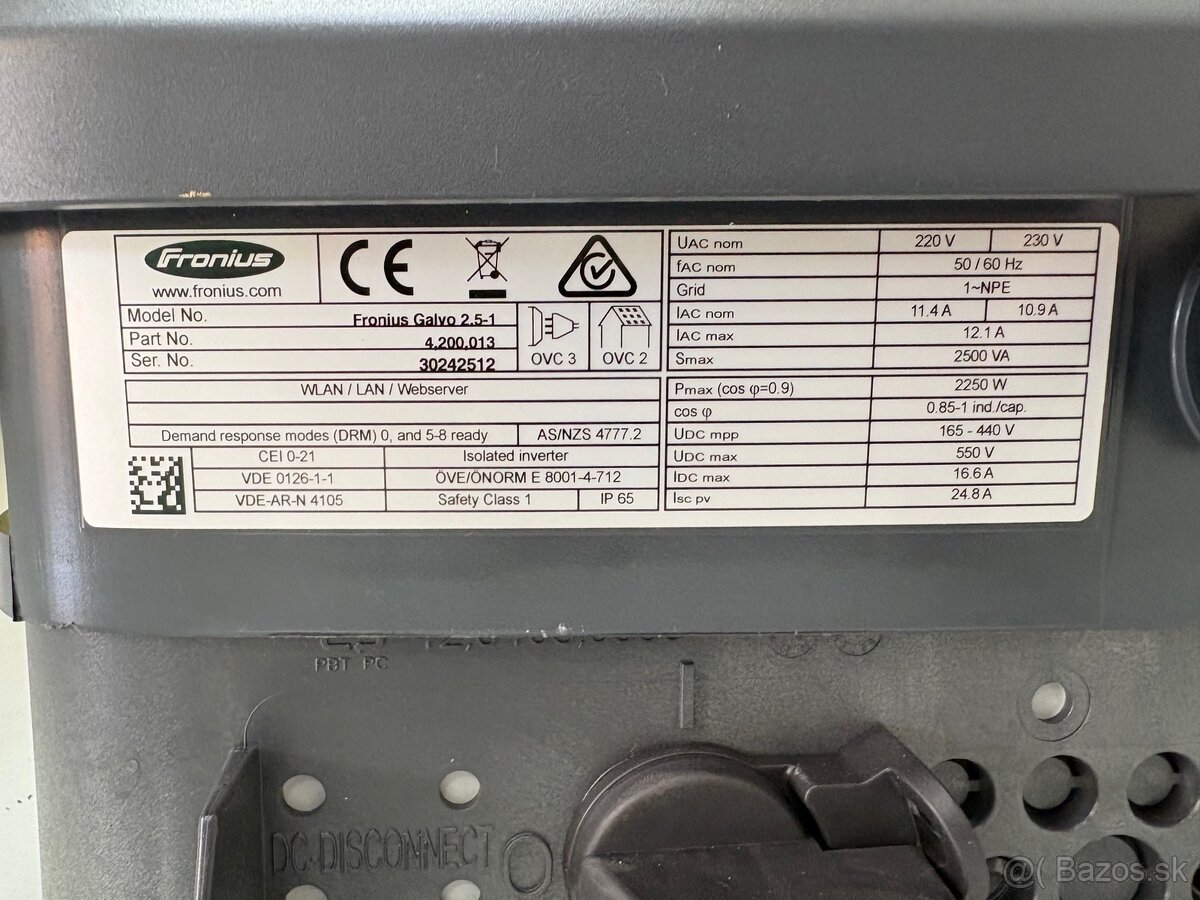 Fronius
www.fronius.com
CE
Model No. Fronius Galvo 2.5-1
Part No. 4,200,013
Ser. No. 30242512
OVC 3
OVC 2
WLAN / LAN / Webserver
Demand response modes (DRM) 0, and 5-8 ready AS/NZS 4777.2
CEI 0-21 Isolated inverter
VDE 0126-1-1 ÖVE/ÖNORM E 8001-4-712
VDE-AR-N 4105 Safety Class 1 IP 65
UAC nom 220 V 230 V
fAC nom 50 / 60 Hz
Grid 1~NPE
IAC nom 11.4 A 10.9 A
IAC max 12.1 A
Smax 2500 VA
Pmax (cos φ=0.9) 2250 W
cos φ 0.85-1 ind./cap.
UDC mpp 165 - 440 V
UDC max 550 V
IDC max 16.6 A
Isc pv 24.8 A
PBT PC
I
DC DISCONNECT O
@( Bazos.sk